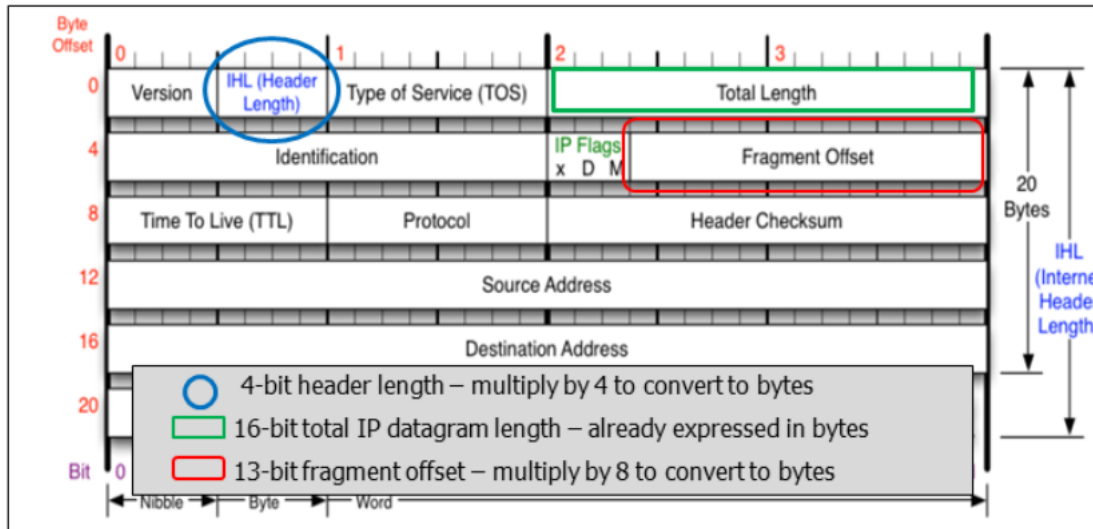 Byte
Offset
0 1 2 3
0
Version
IHL (Header
Length)
Type of Service (TOS)
Total Length
4
Identification
IP Flags
x D M
Fragment Offset
8
Time To Live (TTL)
Protocol
Header Checksum
12
Source Address
16
Destination Address
20
4-bit header length – multiply by 4 to convert to bytes
16-bit total IP datagram length – already expressed in bytes
13-bit fragment offset – multiply by 8 to convert to bytes
Bit 0
Nibble Byte Word
20
Bytes
IHL
(Interne
Header
Length)